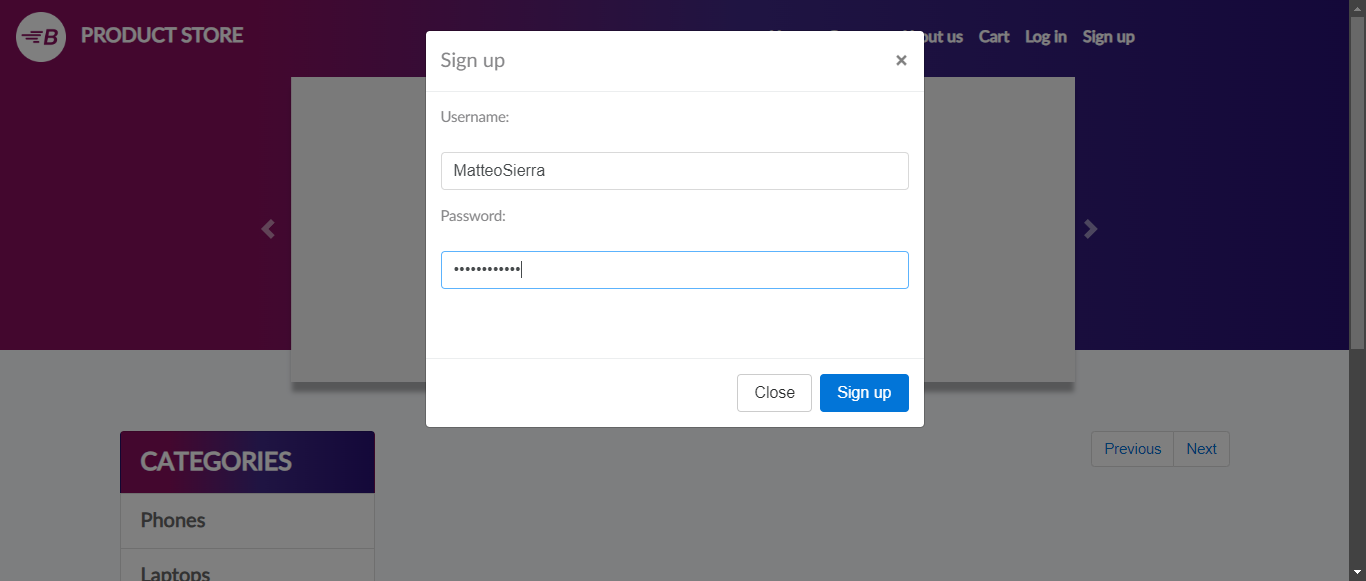 B PRODUCT STORE
out us Cart Log in Sign up
Sign up ×
Username:
MatteoSierra
Password:
••••••••••••
Close Sign up
CATEGORIES
Phones
Laptops
Previous Next